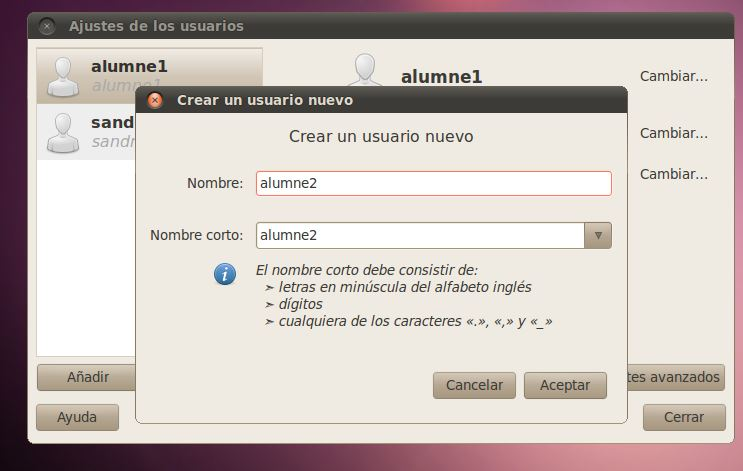 Ajustes de los usuarios
alumne1
alumne1
sand
sandr
alumne1
Cambiar...
Cambiar...
Cambiar...
Crear un usuario nuevo
Crear un usuario nuevo
Nombre: alumne2
Nombre corto: alumne2
El nombre corto debe consistir de:
➣ letras en minúscula del alfabeto inglés
➣ dígitos
➣ cualquiera de los caracteres «.», «,» y «_»
Cancelar Aceptar
Añadir tes avanzados
Ayuda Cerrar